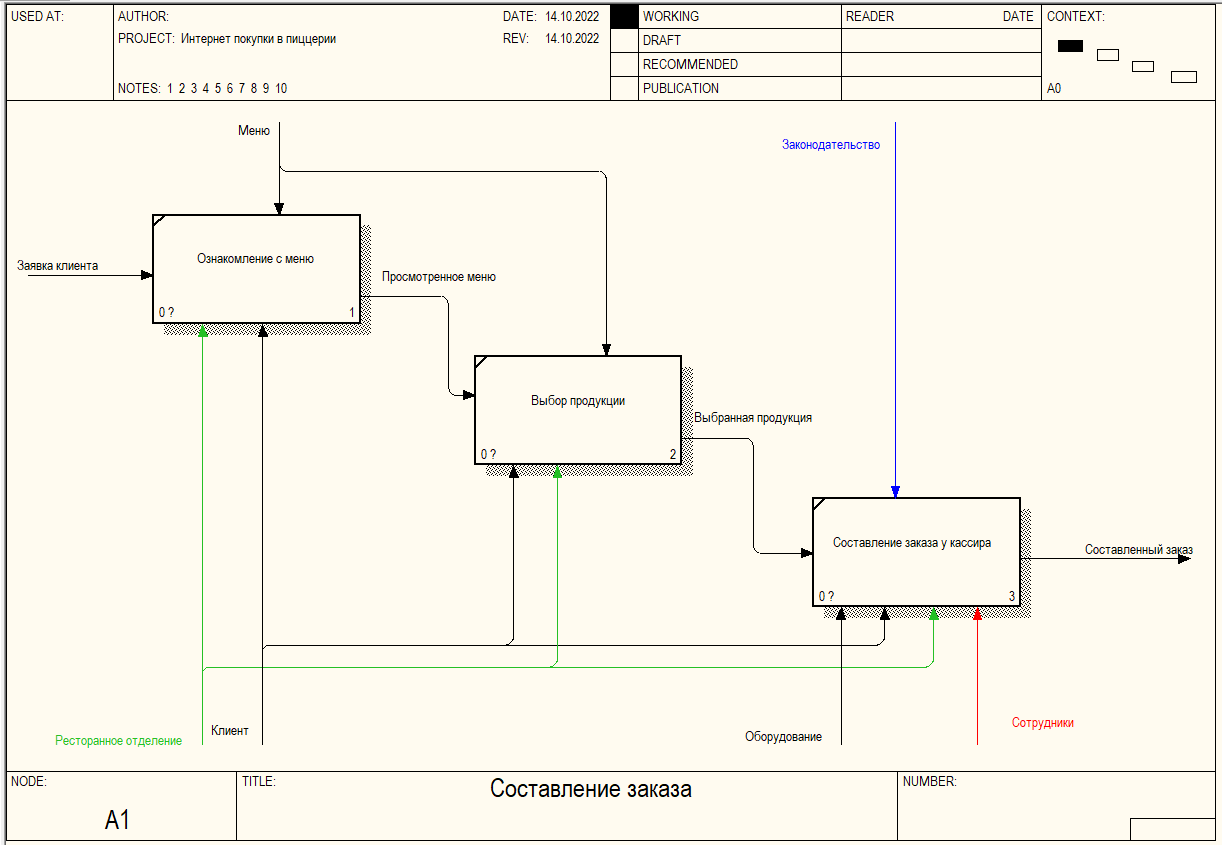 USED AT:
AUTHOR:
DATE: 14.10.2022
PROJECT: Интернет покупки в пиццерии
REV: 14.10.2022
NOTES: 1 2 3 4 5 6 7 8 9 10
WORKING
DRAFT
RECOMMENDED
PUBLICATION
READER
DATE
CONTEXT:
A0
Меню
Законодательство
Заявка клиента
Ознакомление с меню
0 ?
1
Просмотренное меню
Выбор продукции
0 ?
2
Выбранная продукция
Составление заказа у кассира
0 ?
3
Составленный заказ
Ресторанное отделение
Клиент
Оборудование
Сотрудники
NODE:
A1
TITLE:
Составление заказа
NUMBER: